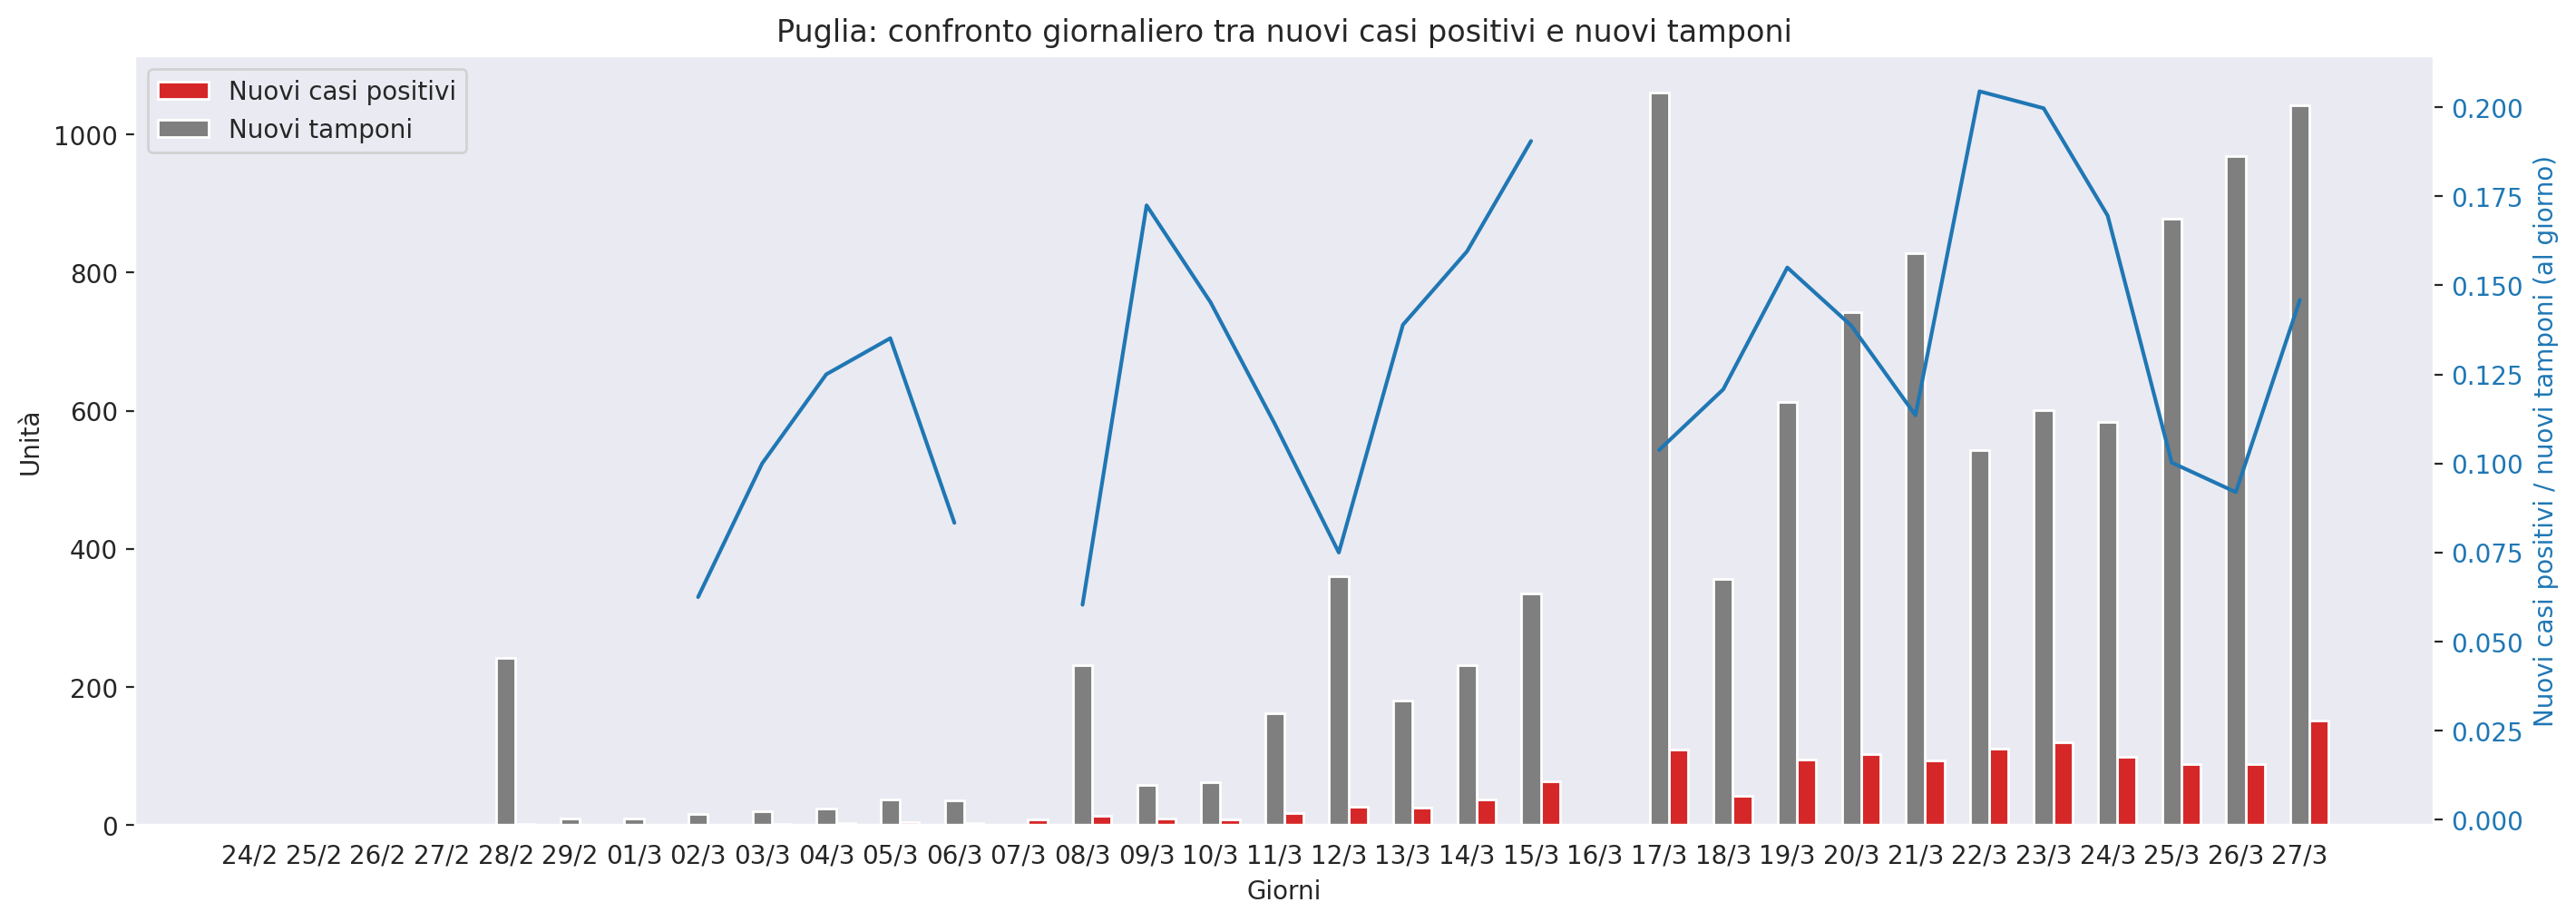 Puglia: confronto giornaliero tra nuovi casi positivi e nuovi tamponi
Nuovi casi positivi
Nuovi tamponi
Unità
1000
800
600
400
200
0
0.200
0.175
0.150
0.125
0.100
0.075
0.050
0.025
0.000
Nuovi casi positivi / nuovi tamponi (al giorno)
24/2 25/2 26/2 27/2 28/2 29/2 01/3 02/3 03/3 04/3 05/3 06/3 07/3 08/3 09/3 10/3 11/3 12/3 13/3 14/3 15/3 16/3 17/3 18/3 19/3 20/3 21/3 22/3 23/3 24/3 25/3 26/3 27/3
Giorni